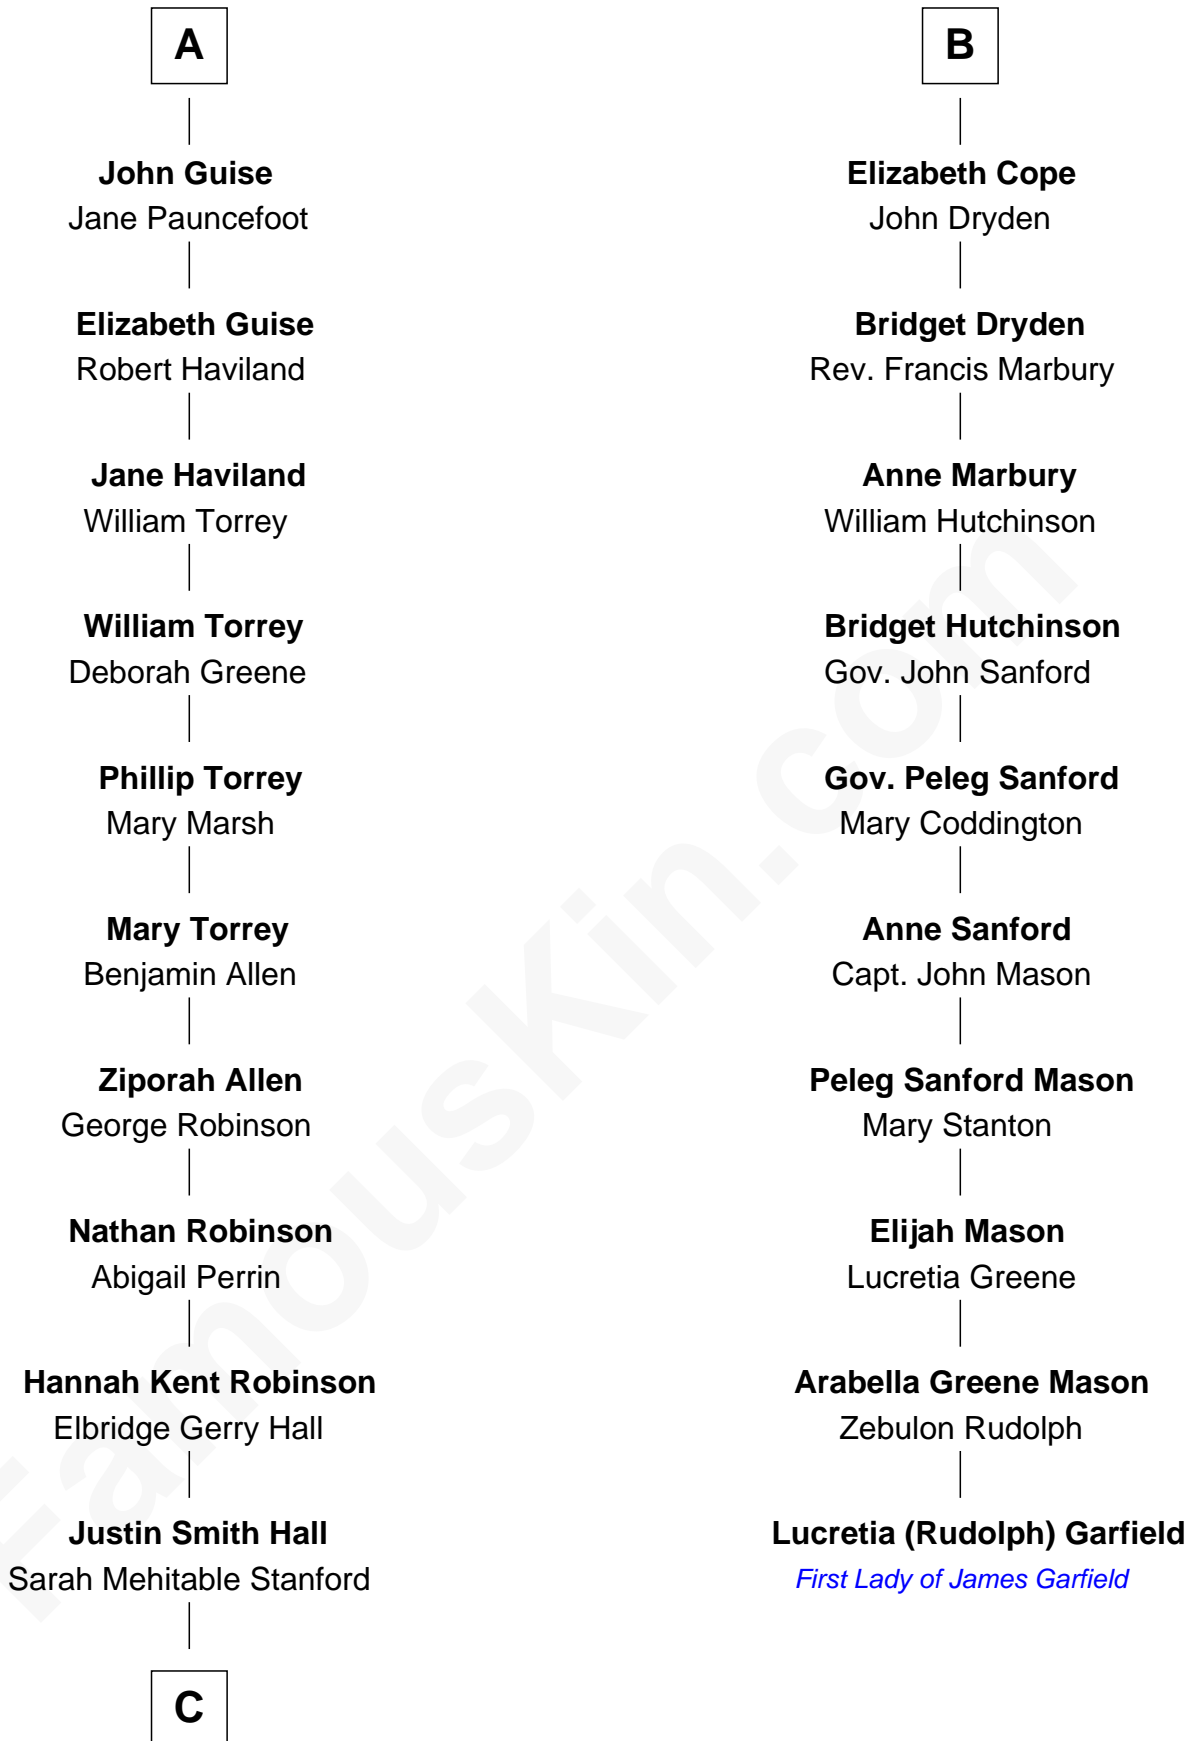 A
John Guise
Jane Pauncefoot
Elizabeth Guise
Robert Haviland
Jane Haviland
William Torrey
William Torrey
Deborah Greene
Phillip Torrey
Mary Marsh
Mary Torrey
Benjamin Allen
Ziporah Allen
George Robinson
Nathan Robinson
Abigail Perrin
Hannah Kent Robinson
Elbridge Gerry Hall
Justin Smith Hall
Sarah Mehitable Stanford
C
B
Elizabeth Cope
John Dryden
Bridget Dryden
Rev. Francis Marbury
Anne Marbury
William Hutchinson
Bridget Hutchinson
Gov. John Sanford
Gov. Peleg Sanford
Mary Coddington
Anne Sanford
Capt. John Mason
Peleg Sanford Mason
Mary Stanton
Elijah Mason
Lucretia Greene
Arabella Greene Mason
Zebulon Rudolph
Lucretia (Rudolph) Garfield
First Lady of James Garfield
FamousKin.com